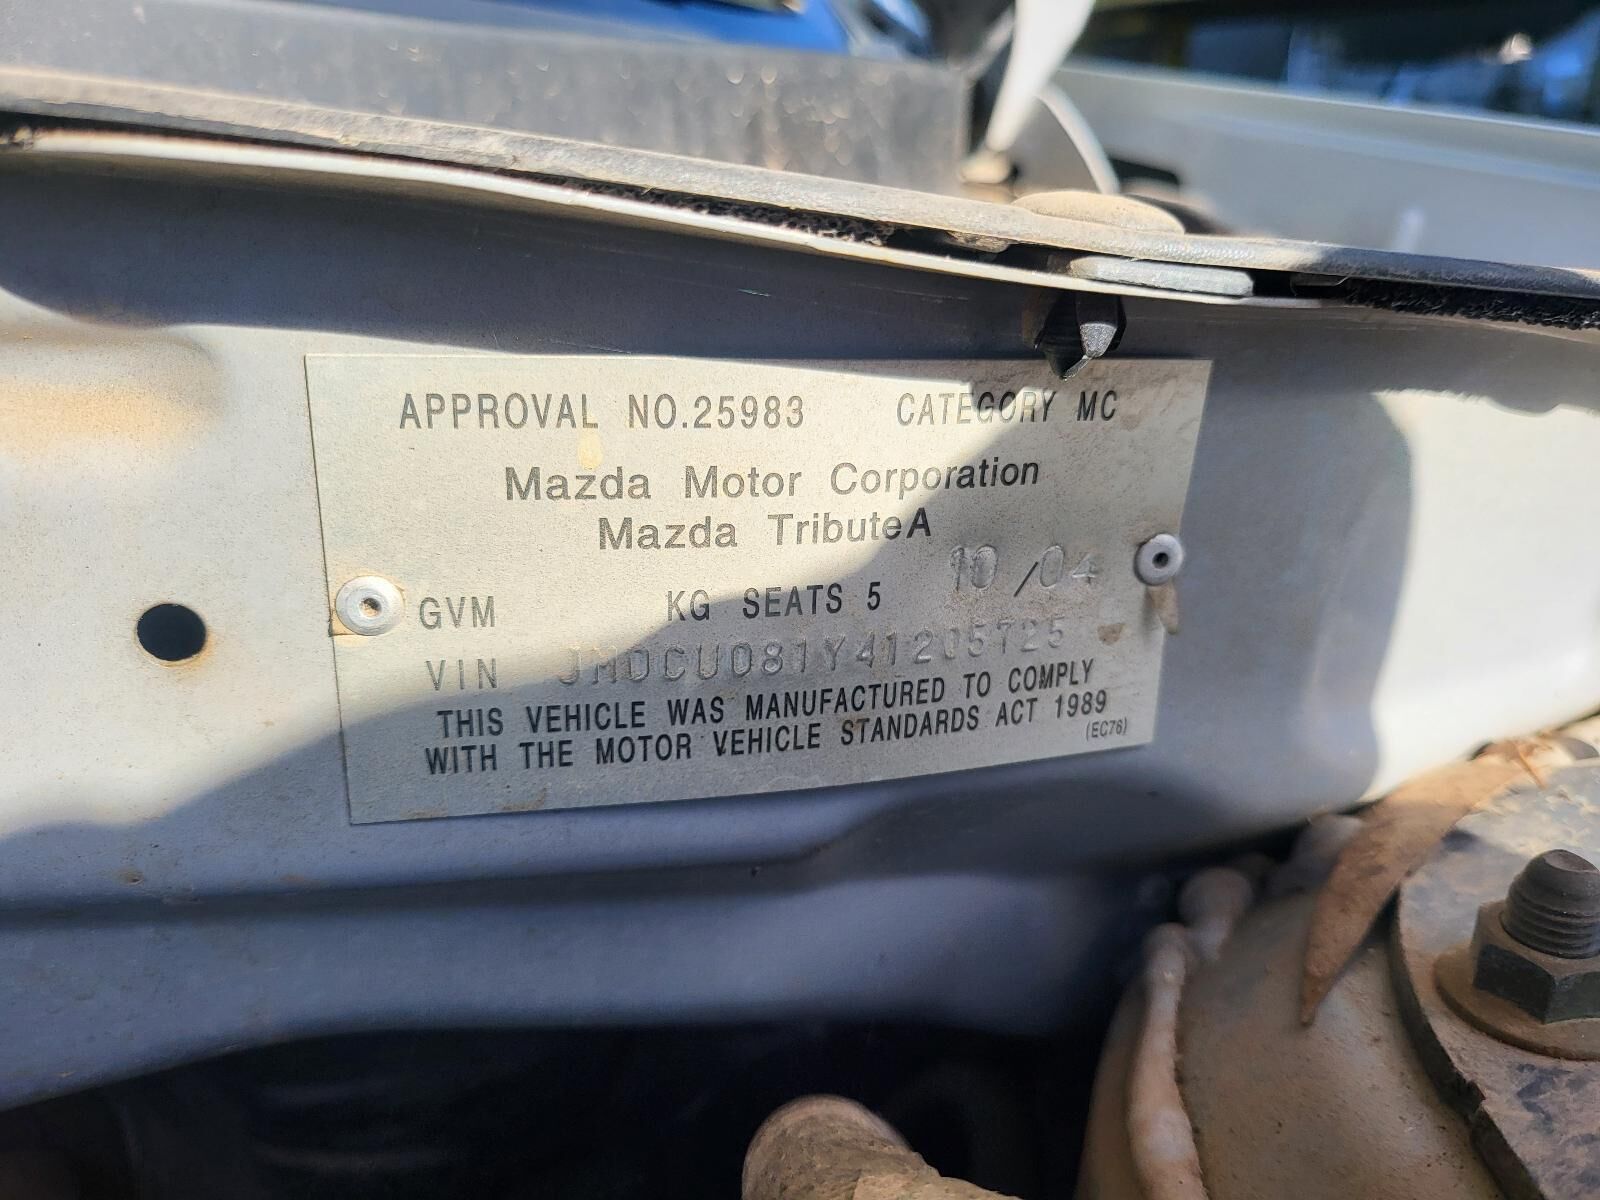 APPROVAL NO.25983 CATEGORY MC
Mazda Motor Corporation
Mazda TributeA
10/04
GVM KG SEATS 5
VIN JM0CU081Y41205725
THIS VEHICLE WAS MANUFACTURED TO COMPLY
WITH THE MOTOR VEHICLE STANDARDS ACT 1989
(EC76)